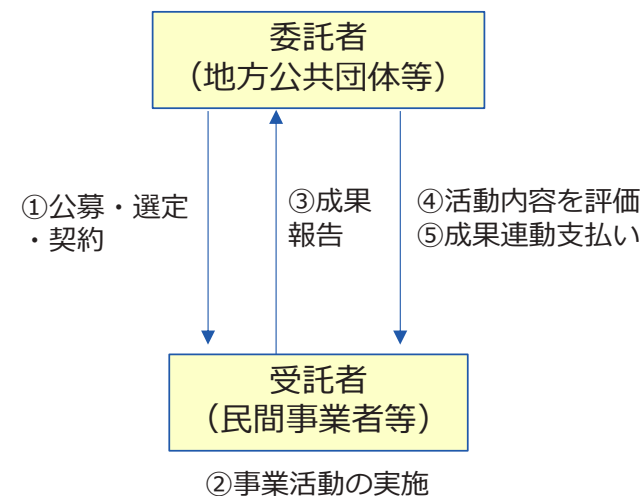 委託者
（地方公共団体等）
①公募・選定
・契約
③成果
報告
④活動内容を評価
⑤成果連動支払い
受託者
（民間事業者等）
②事業活動の実施